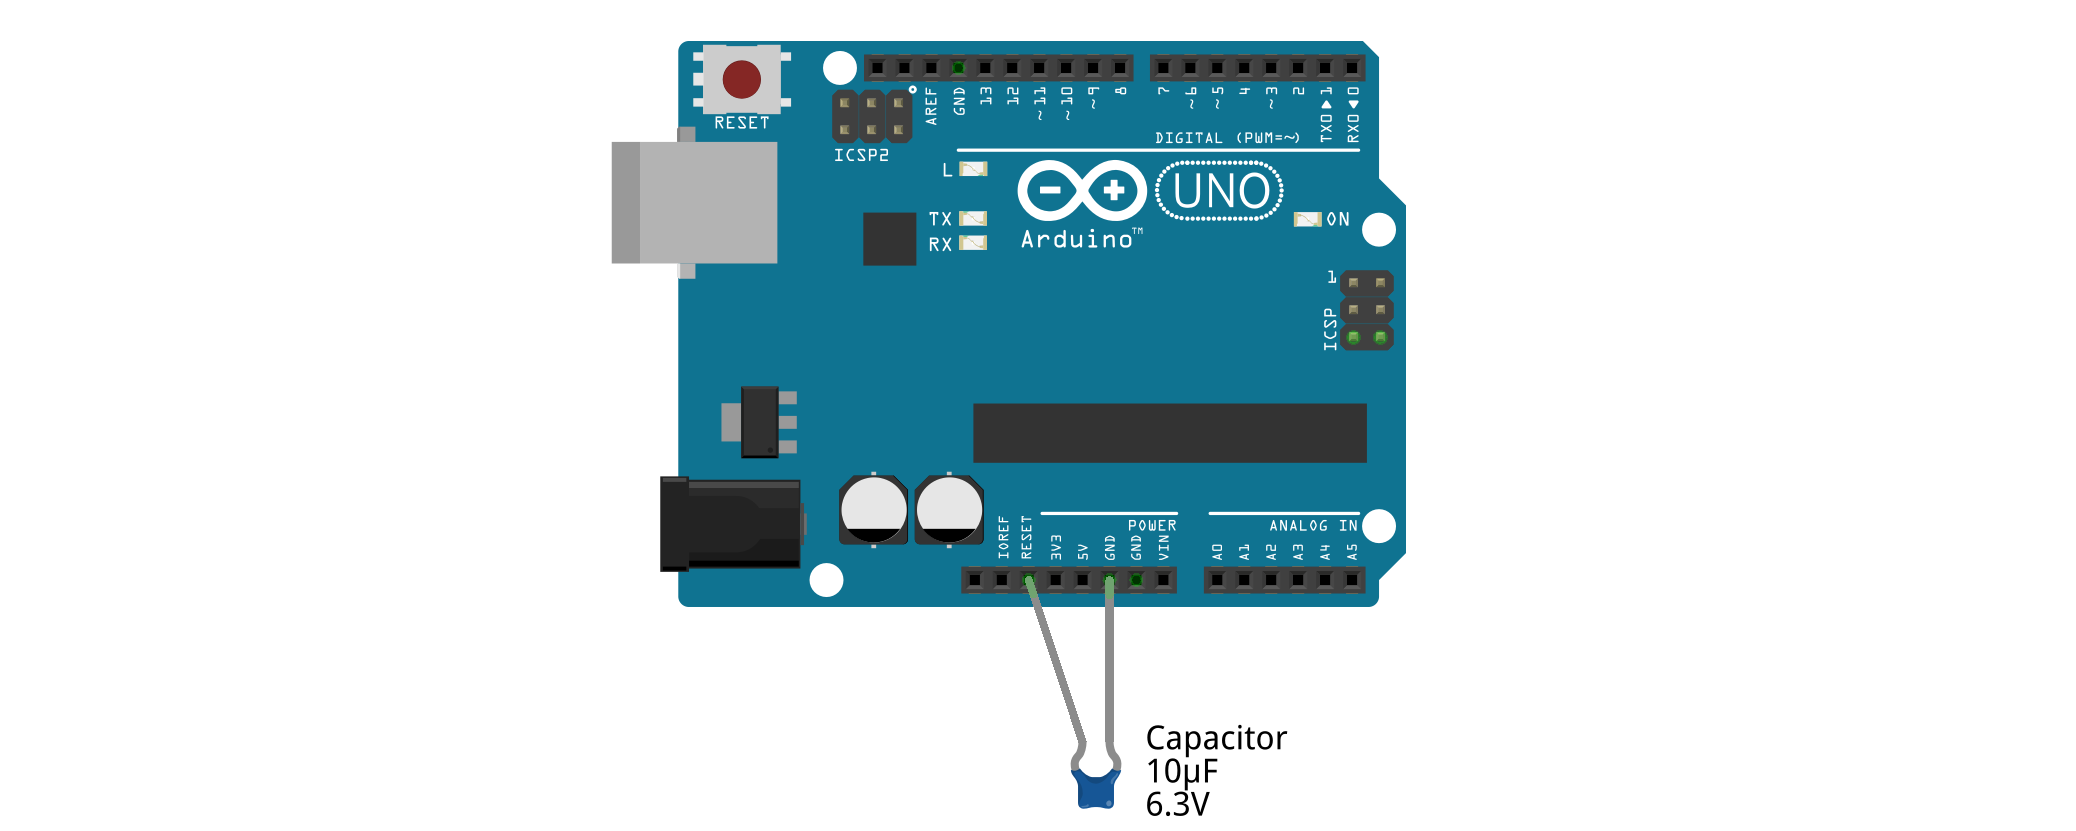 RESET
ICSP2
AREF
GND
13
12
~11
~10
~9
8
7
~6
~5
4
~3
2
TX0▶1
RX0◀0
DIGITAL (PWM=~)
L
TX
RX
UNO
Arduino™
ON
1
ICSP
IOREF
RESET
3V3
5V
GND
GND
VIN
POWER
ANALOG IN
A0
A1
A2
A3
A4
A5
Capacitor
10µF
6.3V